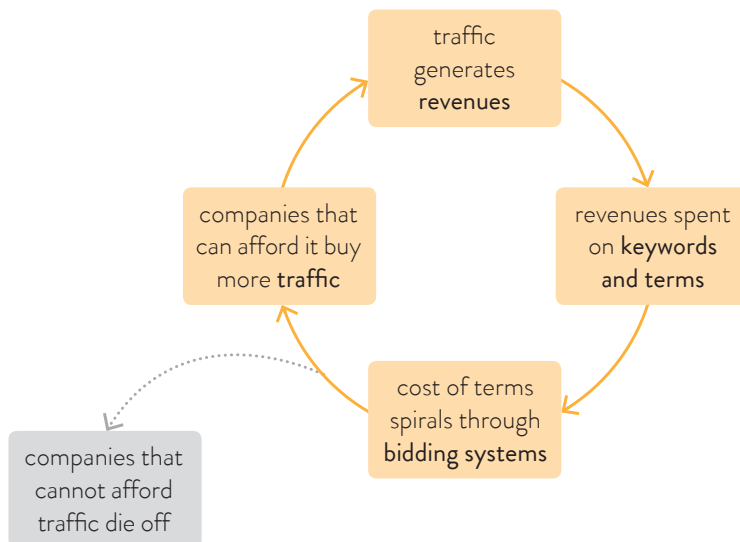 traffic
generates
revenues
revenues spent
on keywords
and terms
cost of terms
spirals through
bidding systems
companies that
can afford it buy
more traffic
companies that
cannot afford
traffic die off